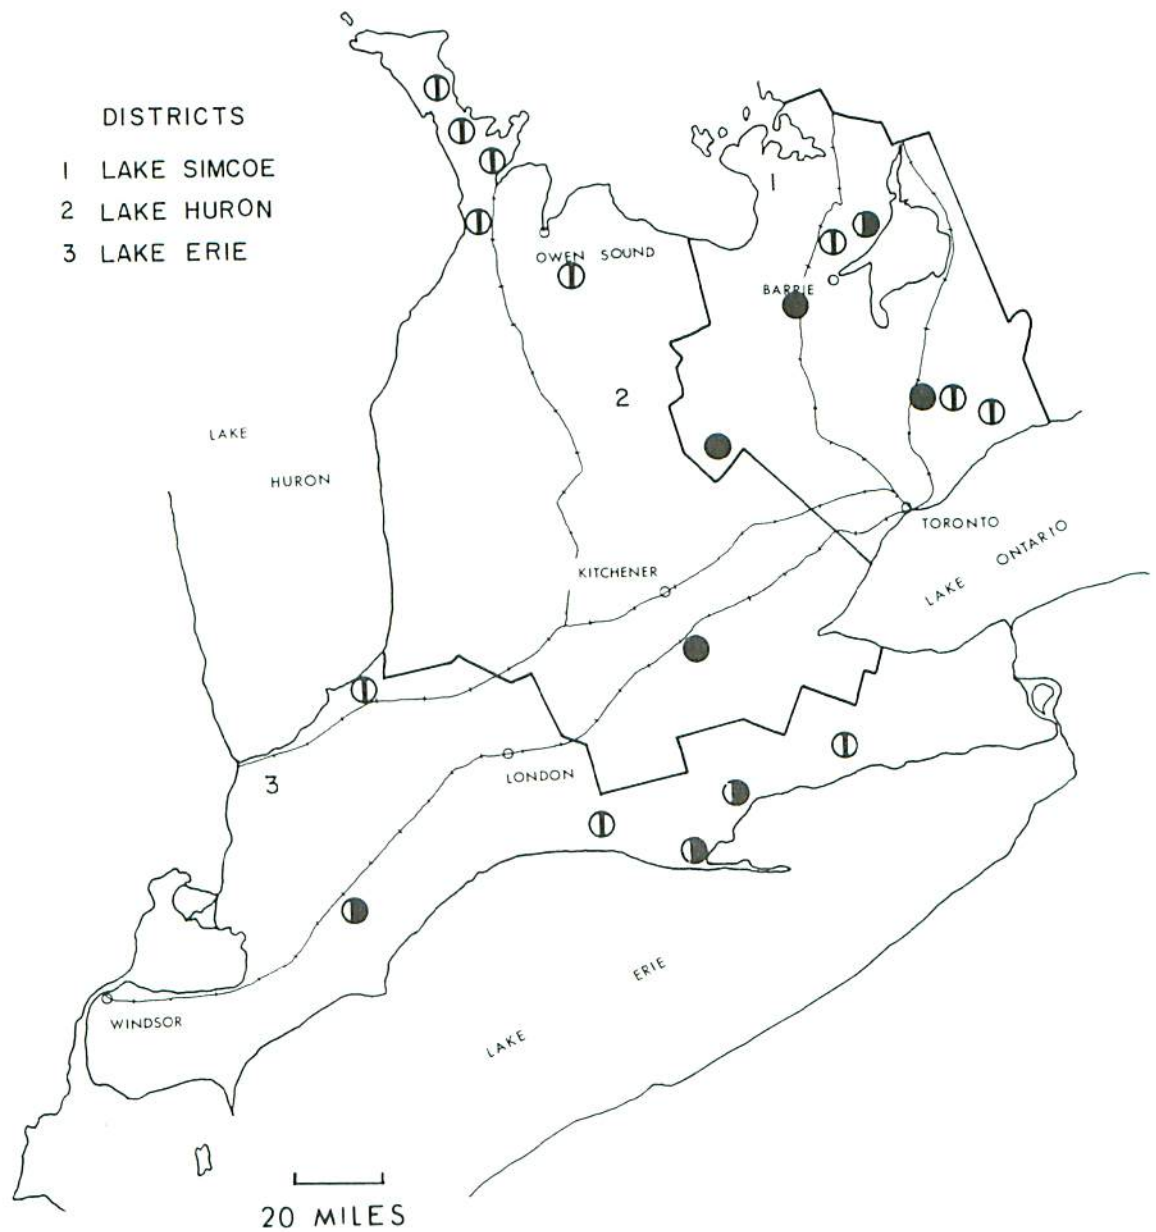 DISTRICTS
1 LAKE SIMCOE
2 LAKE HURON
3 LAKE ERIE
1
OWEN SOUND
BARRIE
2
LAKE
HURON
TORONTO
LAKE ONTARIO
KITCHENER
3
LONDON
ERIE
LAKE
WINDSOR
20 MILES